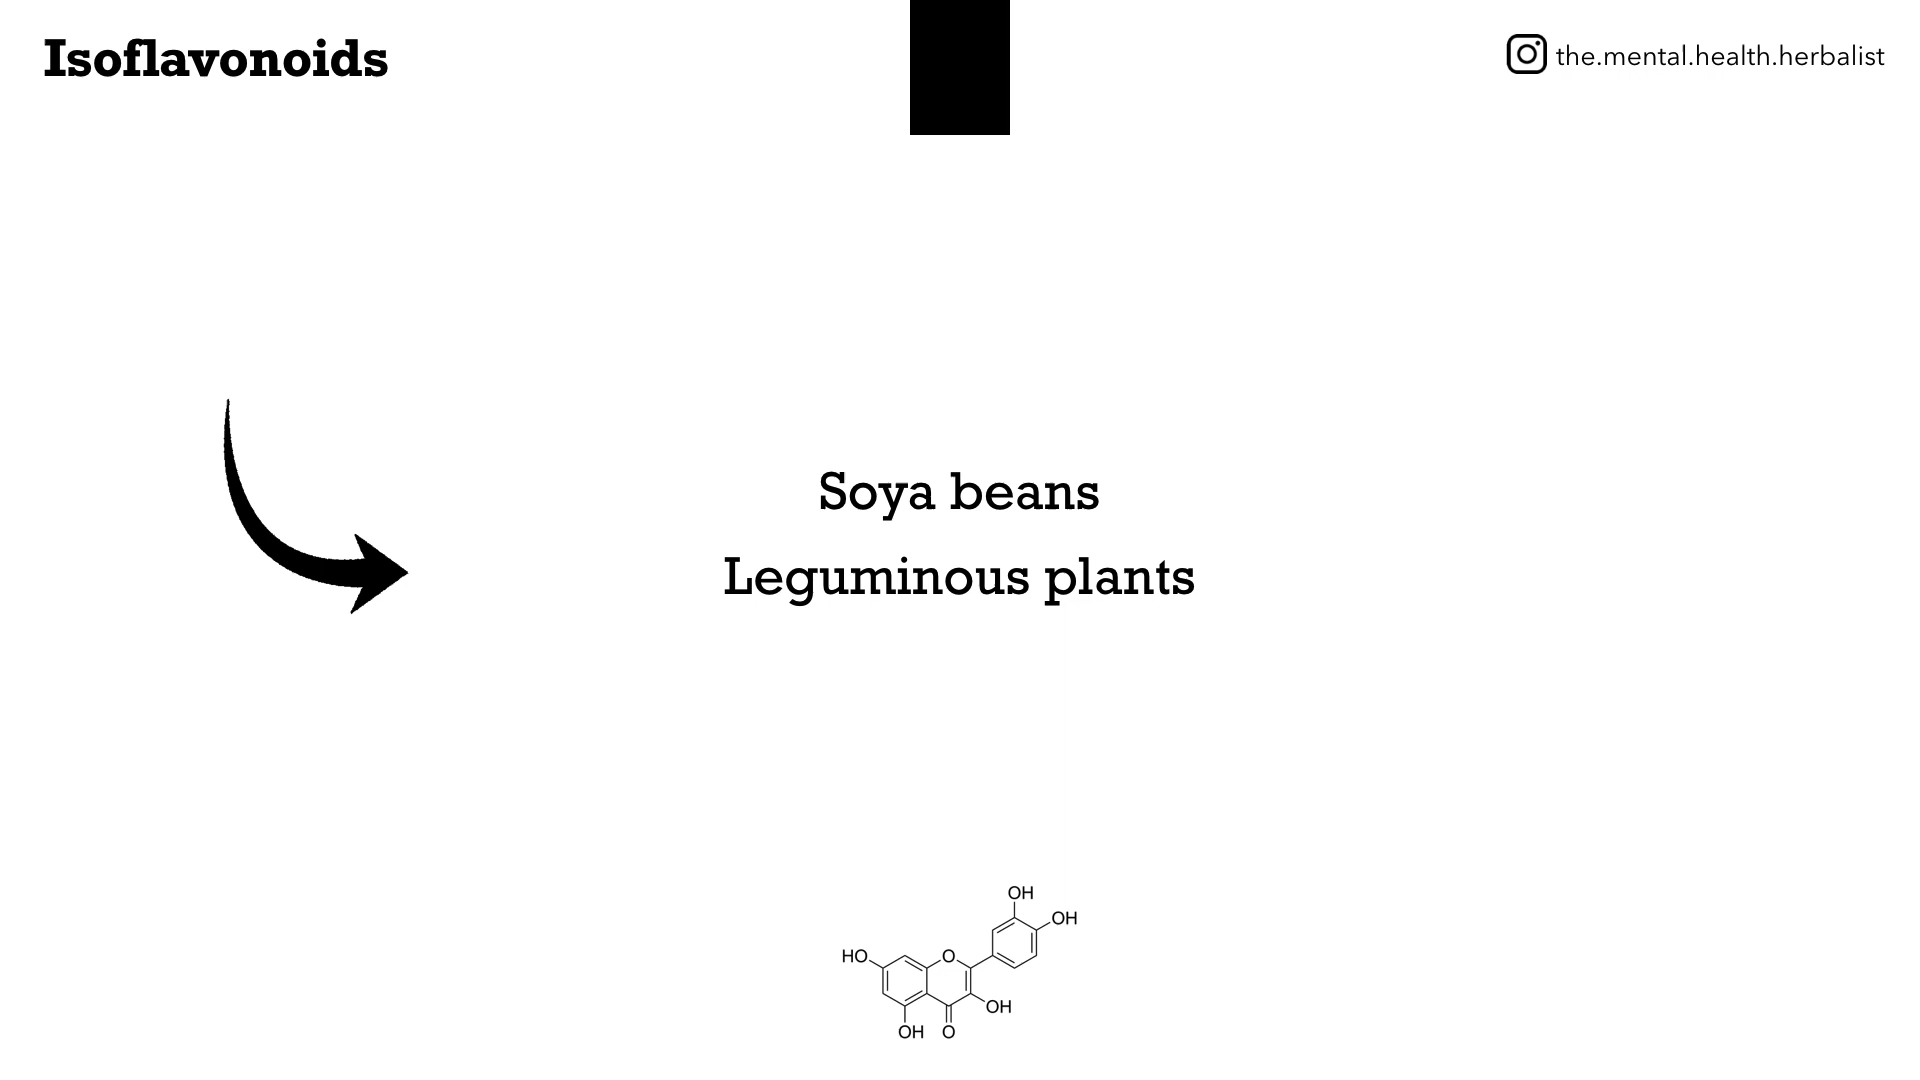 Isoflavonoids
the.mental.health.herbalist
Soya beans
Leguminous plants
OH
OH
HO
O
OH
OH
O